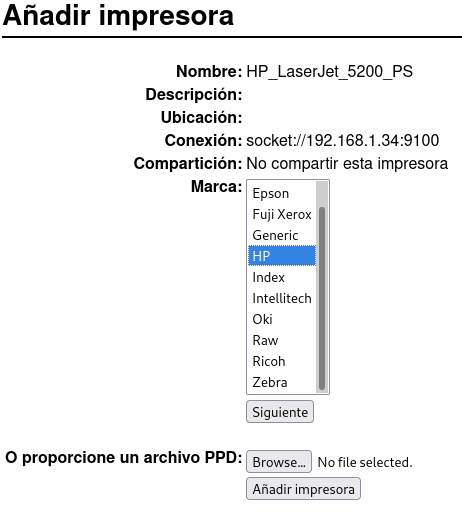 Añadir impresora
Nombre: HP_LaserJet_5200_PS
Descripción:
Ubicación:
Conexión: socket://192.168.1.34:9100
Compartición: No compartir esta impresora
Marca:
Epson
Fuji Xerox
Generic
HP
Index
Intellitech
Oki
Raw
Ricoh
Zebra
Siguiente
O proporcione un archivo PPD: Browse... No file selected.
Añadir impresora